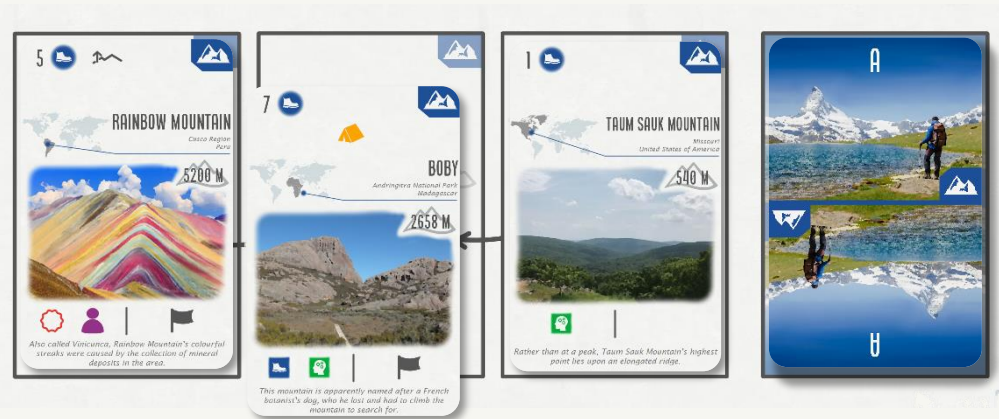 5
RAINBOW MOUNTAIN
Cusco Region
Peru
5200 M
Also called Vinicunca, Rainbow Mountain's colourful
streaks were caused by the collection of mineral
deposits in the area.
7
BOBY
Andringitra National Park
Madagascar
2658 M
This mountain is apparently named after a French
botanist's dog, who he lost and had to climb the
mountain to search for.
1
TAUM SAUK MOUNTAIN
Missouri
United States of America
540 M
Rather than at a peak, Taum Sauk Mountain's highest
point lies upon an elongated ridge.
A
A